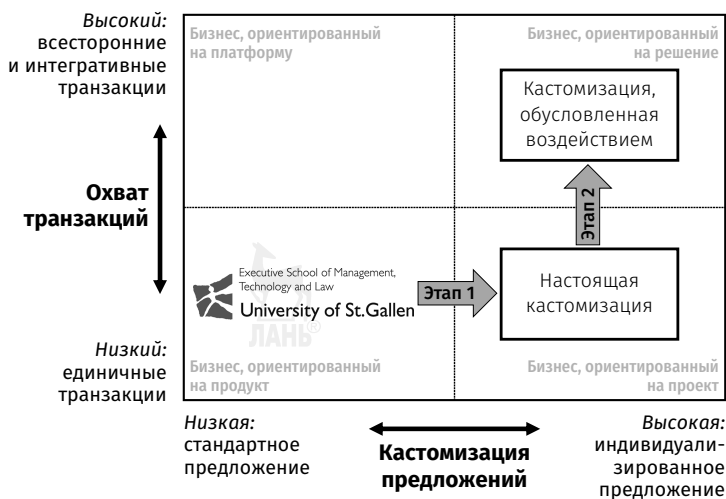 Высокий:
всесторонние
и интегративные
транзакции
Охват
транзакций
Низкий:
единичные
транзакции
Бизнес, ориентированный
на платформу
Бизнес, ориентированный
на решение
Кастомизация,
обусловленная
воздействием
Этап 2
Executive School of Management,
Technology and Law
University of St.Gallen
ЛАНЬ®
Этап 1
Настоящая
кастомизация
Бизнес, ориентированный
на продукт
Бизнес, ориентированный
на проект
Низкая:
стандартное
предложение
Кастомизация
предложений
Высокая:
индивидуали-
зированное
предложение